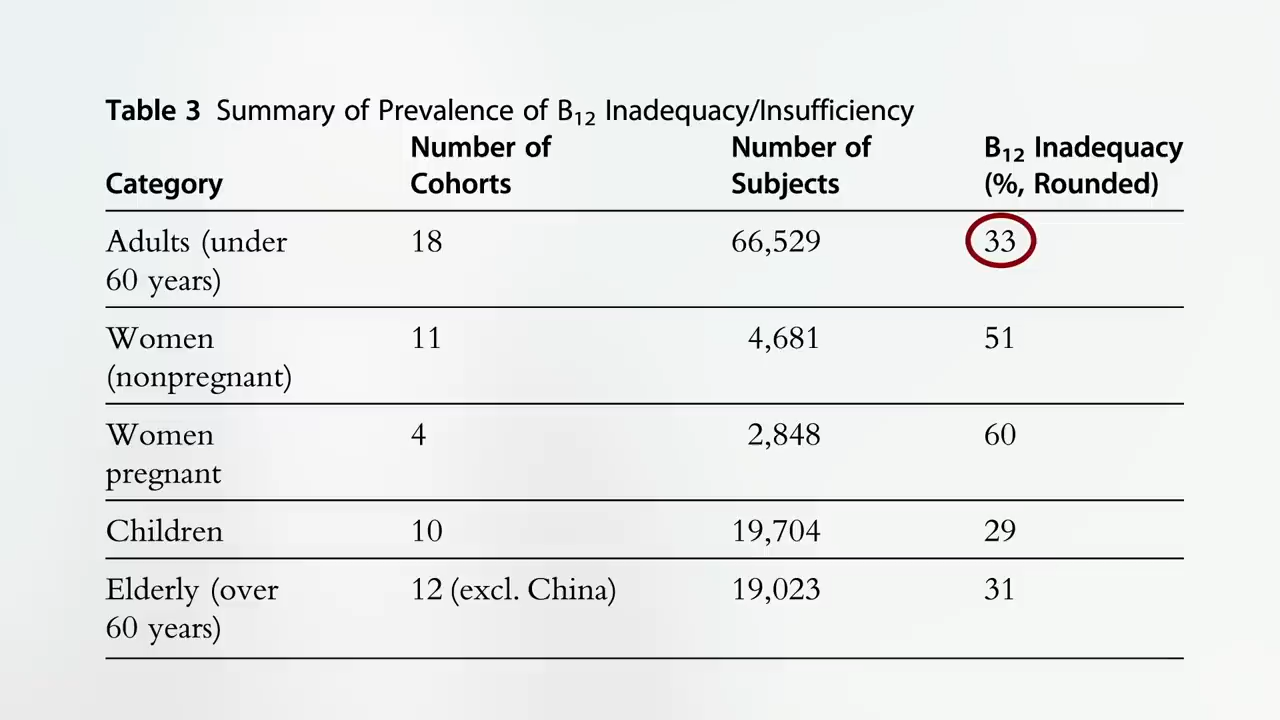 Table 3 Summary of Prevalence of B₁₂ Inadequacy/Insufficiency
Category Number of Cohorts Number of Subjects B₁₂ Inadequacy (%, Rounded)
Adults (under 60 years) 18 66,529 33
Women (nonpregnant) 11 4,681 51
Women pregnant 4 2,848 60
Children 10 19,704 29
Elderly (over 60 years) 12 (excl. China) 19,023 31